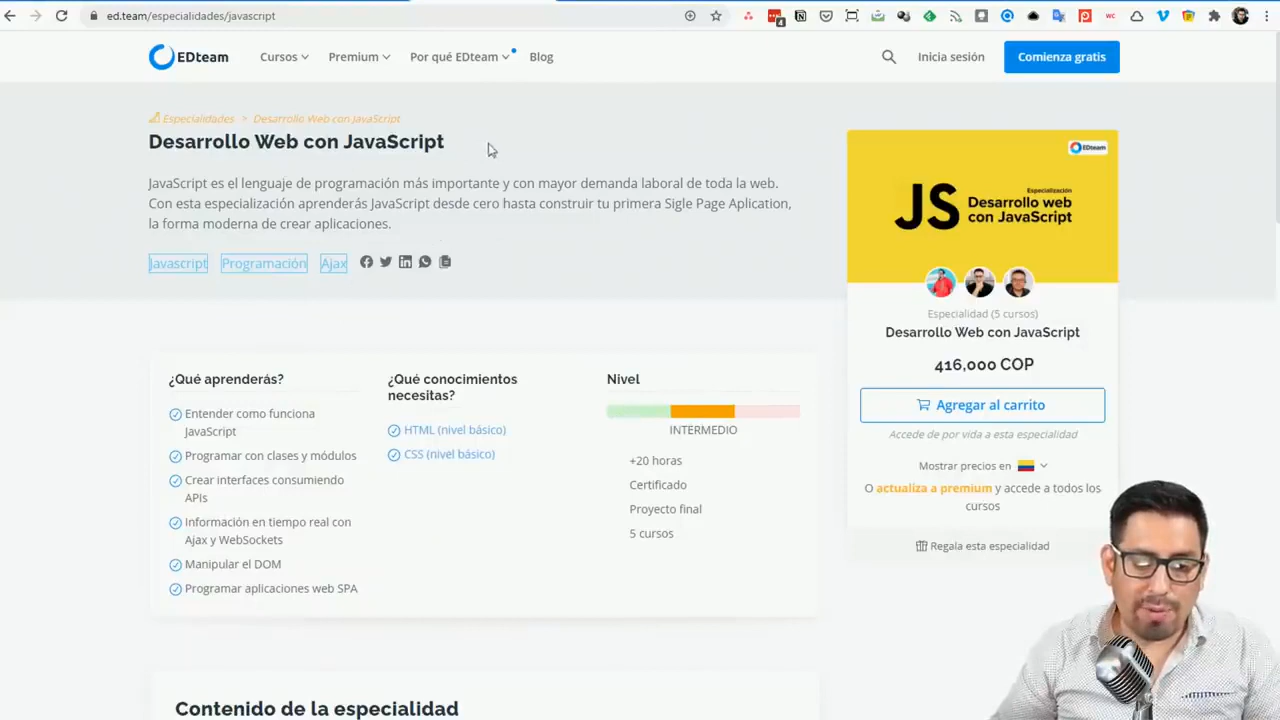 ed.team/especialidades/javascript
EDteam
Cursos
Premium
Por qué EDteam
Blog
Inicia sesión
Comienza gratis
Especialidades > Desarrollo Web con JavaScript
Desarrollo Web con JavaScript
JavaScript es el lenguaje de programación más importante y con mayor demanda laboral de toda la web.
Con esta especialización aprenderás JavaScript desde cero hasta construir tu primera Sigle Page Aplication,
la forma moderna de crear aplicaciones.
Javascript
Programación
Ajax
EDteam
Especialización
JS Desarrollo web
con JavaScript
Especialidad (5 cursos)
Desarrollo Web con JavaScript
416,000 COP
Agregar al carrito
Accede de por vida a esta especialidad
Mostrar precios en
O actualiza a premium y accede a todos los
cursos
Regala esta especialidad
¿Qué aprenderás?
Entender como funciona
JavaScript
Programar con clases y módulos
Crear interfaces consumiendo
APIs
Información en tiempo real con
Ajax y WebSockets
Manipular el DOM
Programar aplicaciones web SPA
¿Qué conocimientos
necesitas?
HTML (nivel básico)
CSS (nivel básico)
Nivel
INTERMEDIO
+20 horas
Certificado
Proyecto final
5 cursos
Contenido de la especialidad